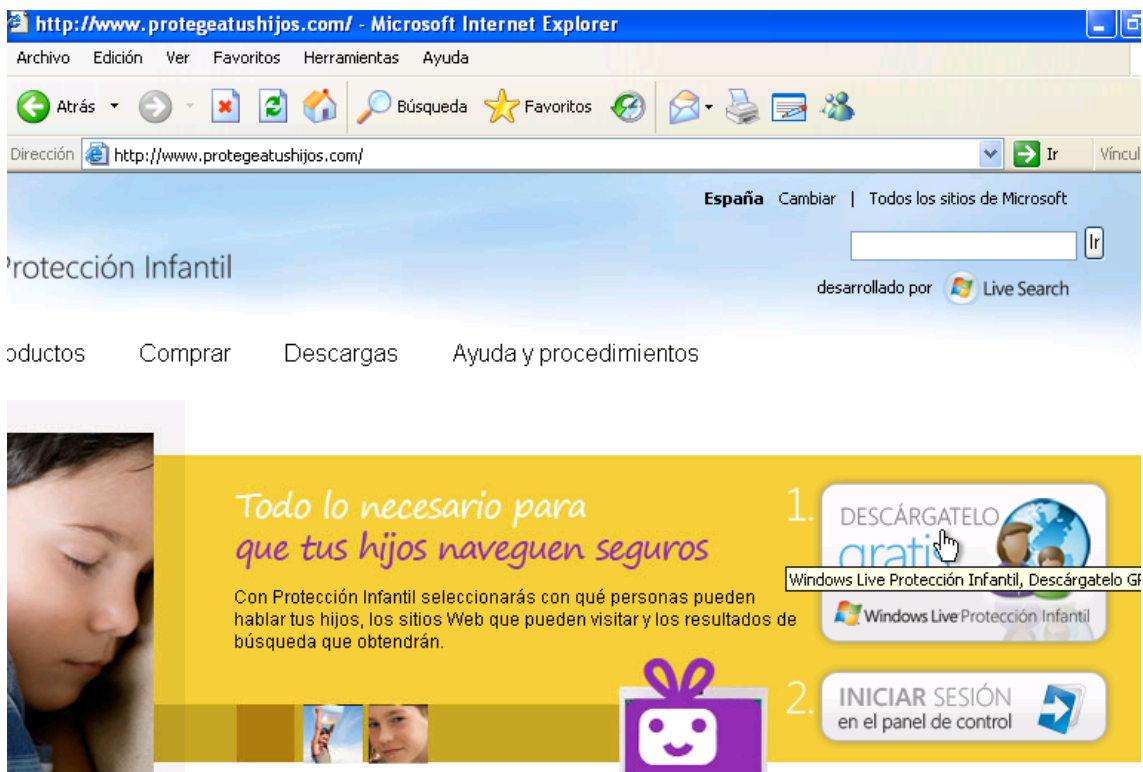 http://www.protegeatushijos.com/ - Microsoft Internet Explorer
Archivo Edición Ver Favoritos Herramientas Ayuda
Atrás Búsqueda Favoritos
Dirección http://www.protegeatushijos.com/ Ir Víncul
España Cambiar | Todos los sitios de Microsoft
Ir
rotección Infantil
desarrollado por Live Search
oductos Comprar Descargas Ayuda y procedimientos
Todo lo necesario para
que tus hijos naveguen seguros
Con Protección Infantil seleccionarás con qué personas pueden
hablar tus hijos, los sitios Web que pueden visitar y los resultados de
búsqueda que obtendrán.
1. DESCÁRGATELO
gratis
Windows Live Protección Infantil, Descárgatelo GR
Windows Live Protección Infantil
2. INICIAR SESIÓN
en el panel de control